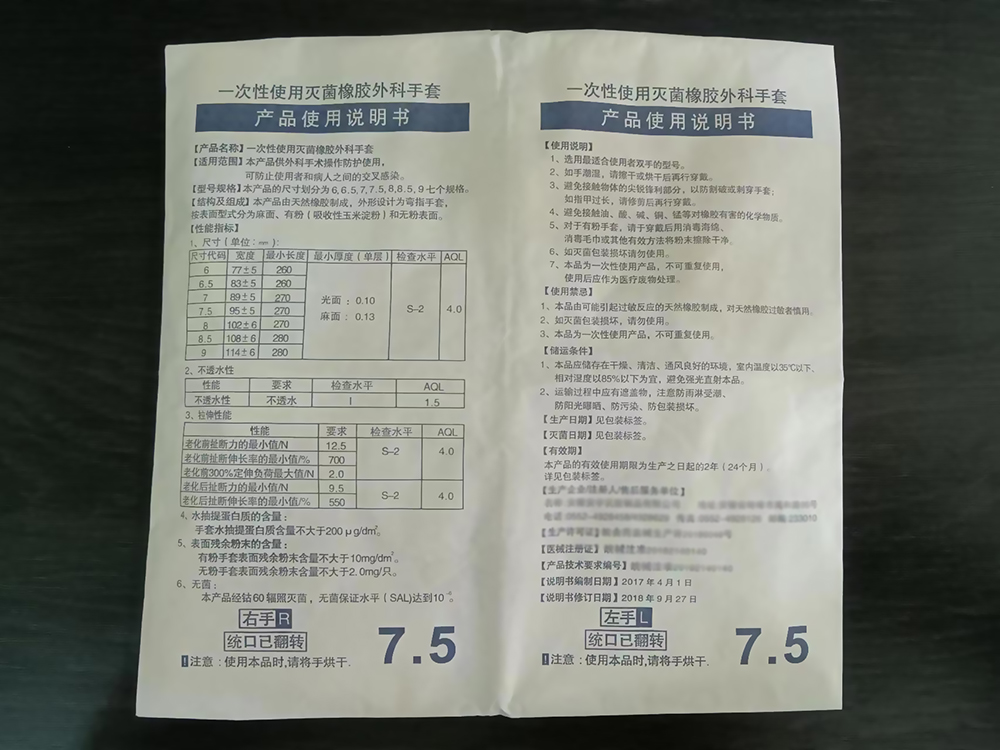 一次性使用灭菌橡胶外科手套
产品使用说明书
【产品名称】一次性使用灭菌橡胶外科手套
【适用范围】本产品供外科手术操作防护使用，
可防止使用者和病人之间的交叉感染。
【型号规格】本产品的尺寸划分为6,6.5,7,7.5,8,8.5,9七个规格。
【结构及组成】本产品由天然橡胶制成，外形设计为弯指手套，
按表面型式分为麻面、有粉（吸收性玉米淀粉）和无粉表面。
【性能指标】
1、尺寸（单位：mm）：
尺寸代码 宽度 最小长度 最小厚度（单层） 检查水平 AQL
6 77±5 260
6.5 83±5 260
7 89±5 270
7.5 95±5 270
8 102±6 270
8.5 108±6 280
9 114±6 280
光面：0.10
麻面：0.13
S-2 4.0
2、不透水性
性能 要求 检查水平 AQL
不透水性 不透水 I 1.5
3、拉伸性能
性能 要求 检查水平 AQL
老化前扯断力的最小值/N 12.5 S-2 4.0
老化前扯断伸长率的最小值/% 700
老化前300%定伸负荷最大值/N 2.0
老化后扯断力的最小值/N 9.5 S-2 4.0
老化后扯断伸长率的最小值/% 550
4、水抽提蛋白质的含量：
手套水抽提蛋白质含量不大于200μg/dm²。
5、表面残余粉末的含量：
有粉手套表面残余粉末含量不大于10mg/dm²。
无粉手套表面残余粉末含量不大于2.0mg/只。
6、无菌：
本产品经钴60辐照灭菌，无菌保证水平（SAL)达到10⁻⁶。
右手R
统口已翻转
!注意：使用本品时,请将手烘干.
7.5
一次性使用灭菌橡胶外科手套
产品使用说明书
【使用说明】
1、选用最适合使用者双手的型号。
2、如手潮湿，请擦干或烘干后再行穿戴。
3、避免接触物体的尖锐锋利部分，以防割破或刺穿手套；
如指甲过长，请修剪后再行穿戴。
4、避免接触油、酸、碱、铜、锰等对橡胶有害的化学物质。
5、对于有粉手套，请于穿戴后用消毒海绵、
消毒毛巾或其他有效方法将粉末擦除干净。
6、如灭菌包装损坏请勿使用。
7、本品为一次性使用产品，不可重复使用，
使用后应作为医疗废物处理。
【使用禁忌】
1、本品由可能引起过敏反应的天然橡胶制成，对天然橡胶过敏者慎用。
2、如灭菌包装损坏，请勿使用。
3、本品为一次性使用产品，不可重复使用。
【储运条件】
1、本品应储存在干燥、清洁、通风良好的环境，室内温度以35℃以下、
相对湿度以85%以下为宜，避免强光直射本品。
2、运输过程中应有遮盖物，注意防雨淋受潮、
防阳光曝晒、防污染、防包装损坏。
【生产日期】见包装标签。
【灭菌日期】见包装标签。
【有效期】
本产品的有效使用期限为生产之日起的2年（24个月）。
详见包装标签。
【生产许可证】
【医械注册证】
【产品技术要求编号】
【说明书编制日期】2017年4月1日
【说明书修订日期】2018年9月27日
左手L
统口已翻转
!注意：使用本品时,请将手烘干.
7.5